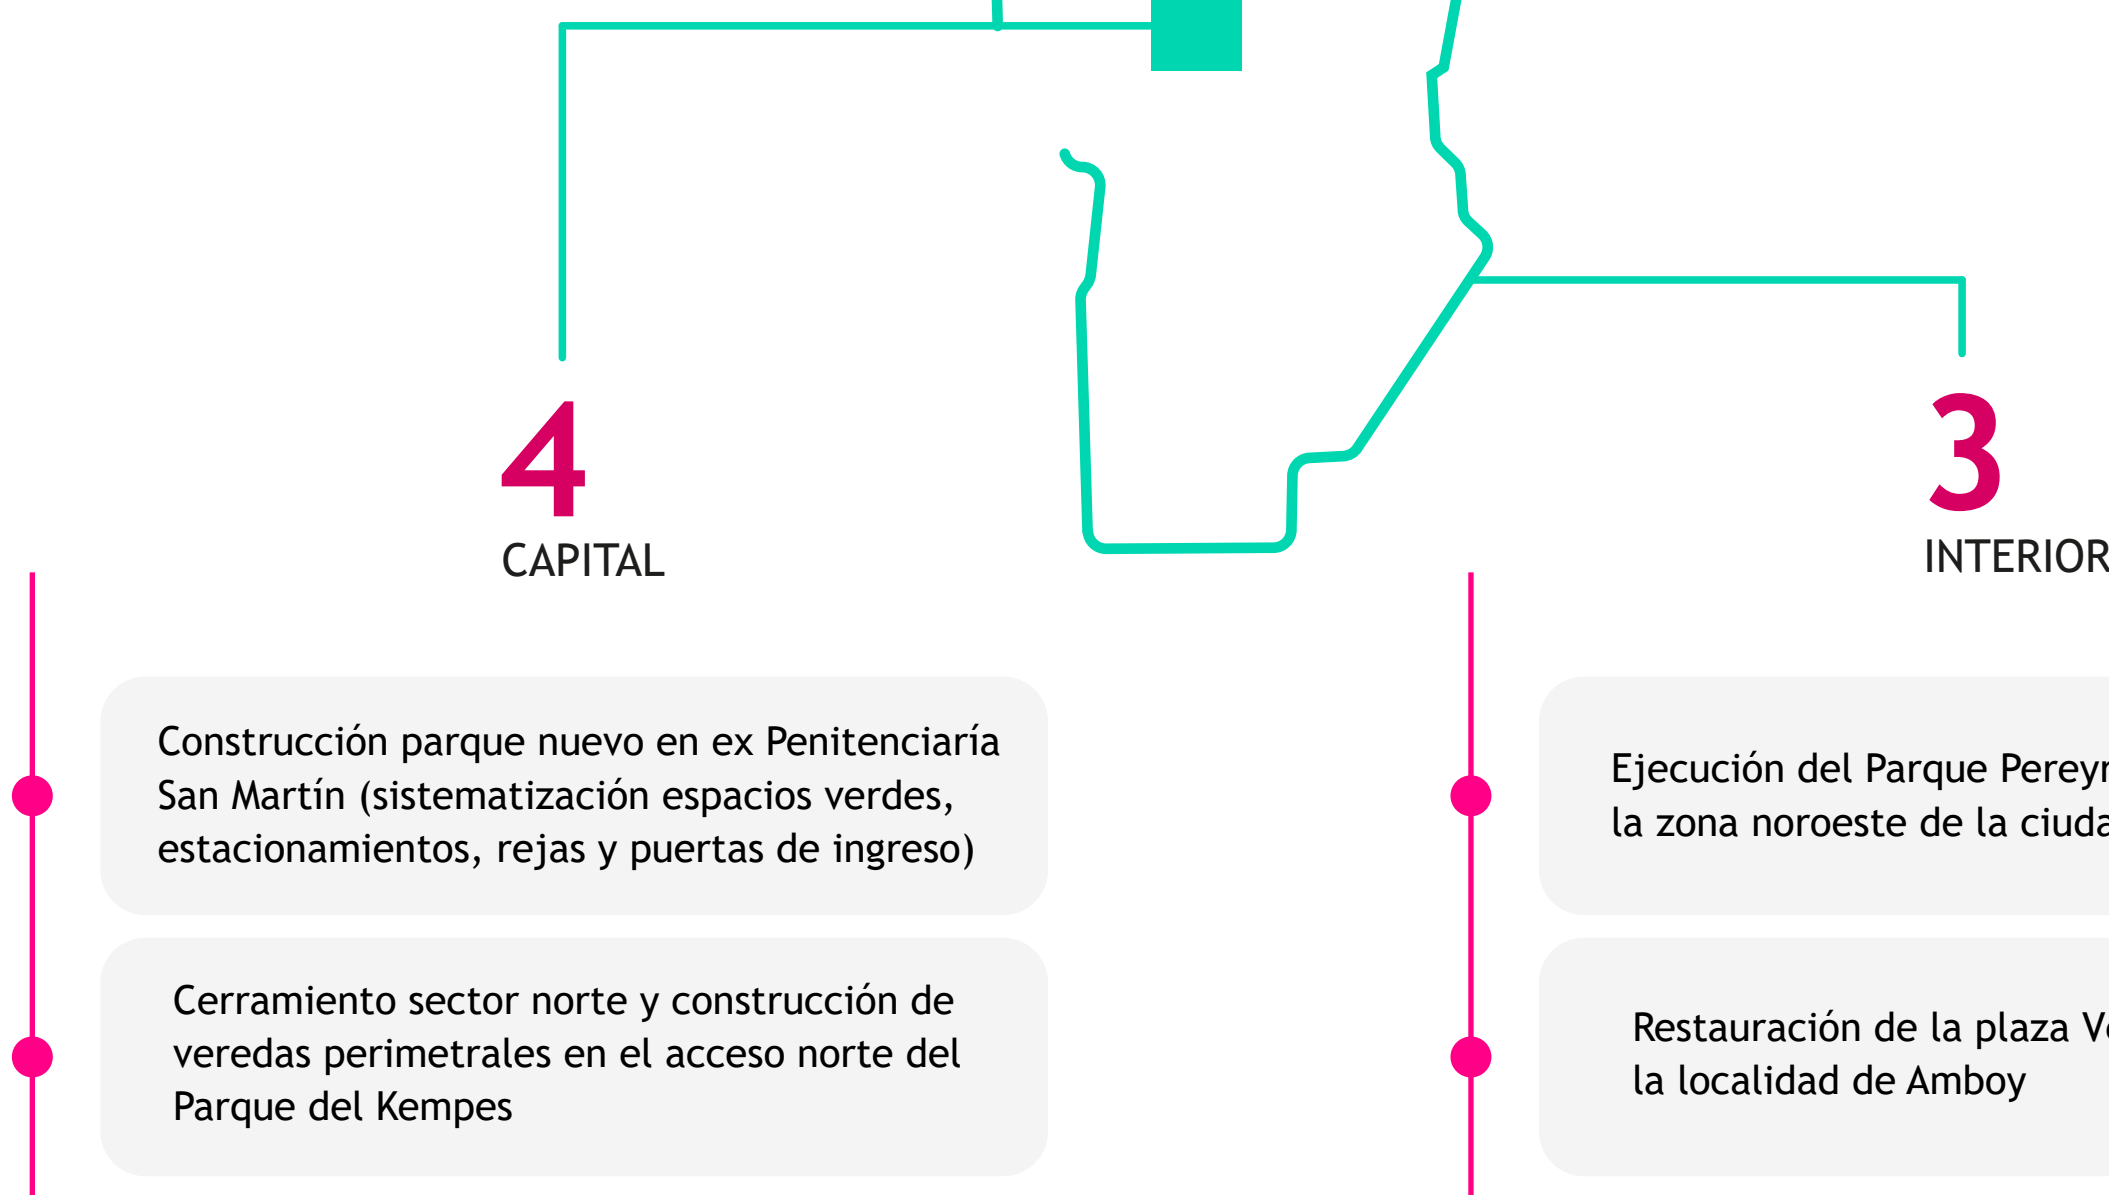 4
CAPITAL
Construcción parque nuevo en ex Penitenciaría
San Martín (sistematización espacios verdes,
estacionamientos, rejas y puertas de ingreso)
Cerramiento sector norte y construcción de
veredas perimetrales en el acceso norte del
Parque del Kempes
3
INTERIOR
Ejecución del Parque
la zona noroeste de la
Restauración de la plaza
la localidad de Amboy